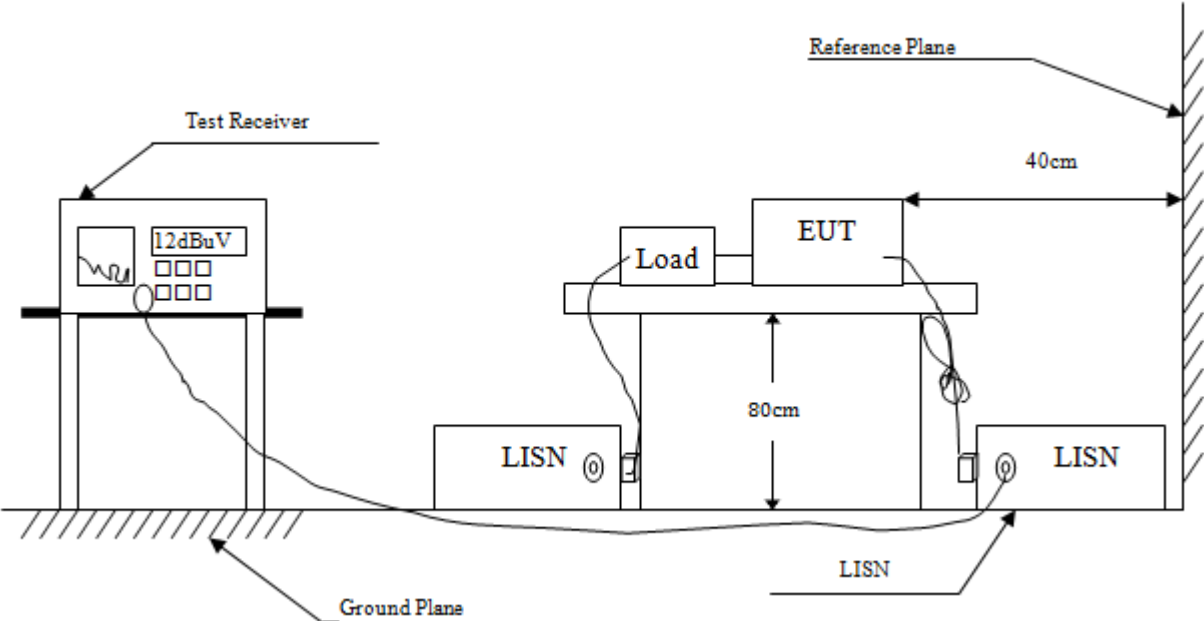 Reference Plane
Test Receiver
40cm
12dBuV
EUT
Load
80cm
LISN
LISN
LISN
Ground Plane